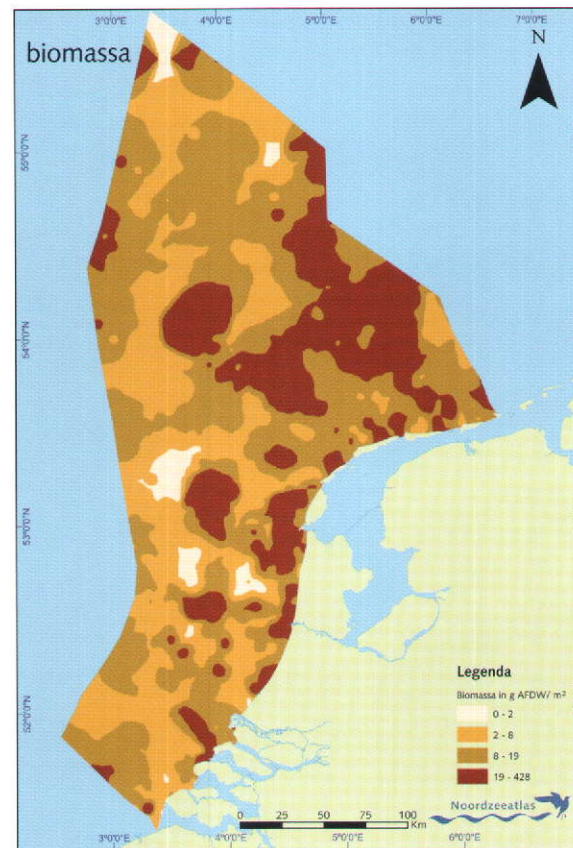 3°0'0"E 4°0'0"E 5°0'0"E 6°0'0"E 7°0'0"E
biomassa
N
55°0'0"N
54°0'0"N
53°0'0"N
52°0'0"N
Legenda
Biomassa in g AFDW/ m²
0 - 2
2 - 8
8 - 19
19 - 428
Noordzeeatlas
0 25 50 75 100
Km
3°0'0"E 4°0'0"E 5°0'0"E 6°0'0"E